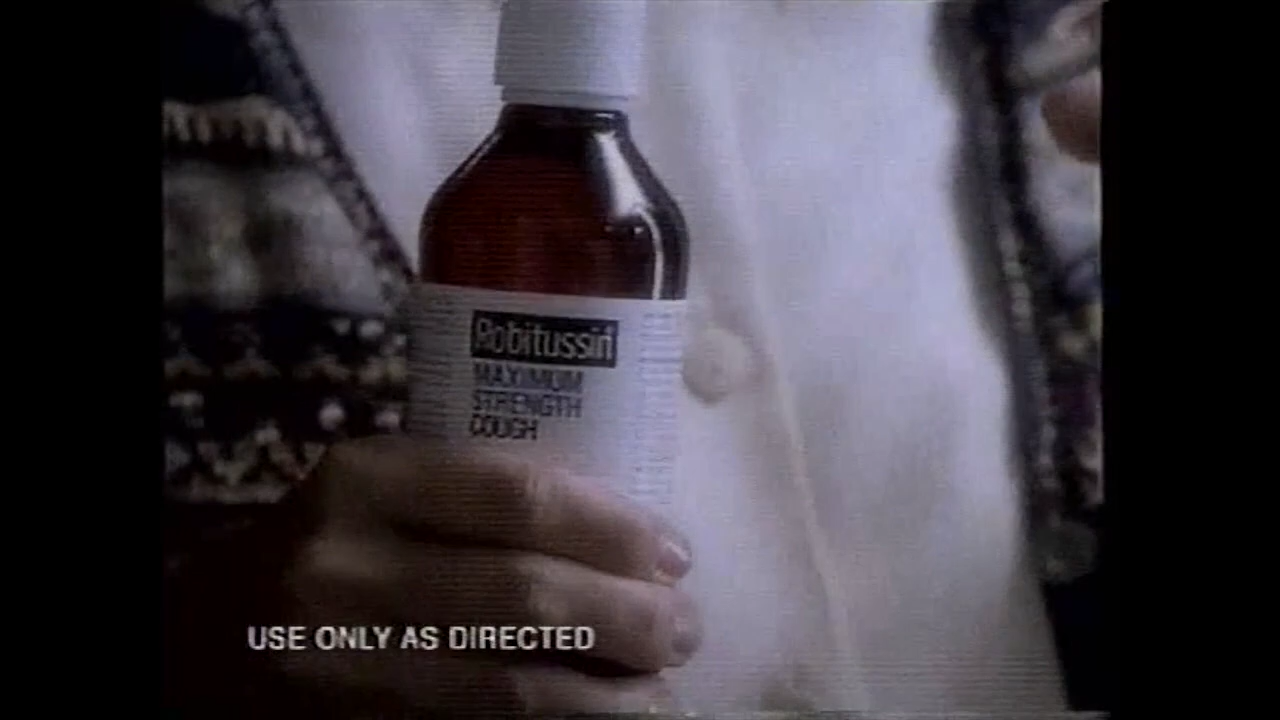 Robitussin
MAXIMUM
STRENGTH
COUGH
USE ONLY AS DIRECTED